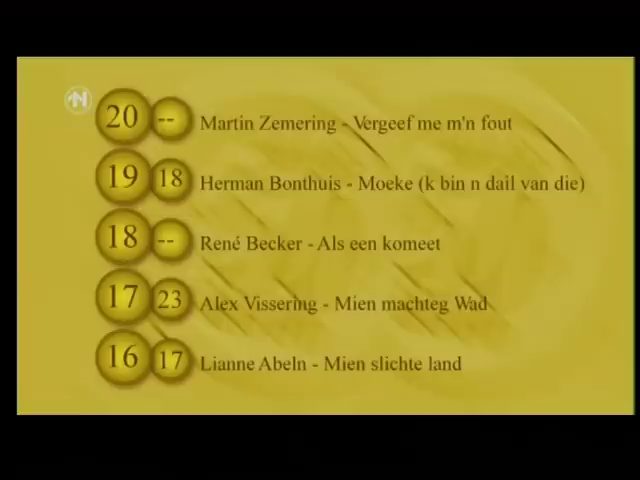 N
20 -- Martin Zemering - Vergeef me m'n fout
19 18 Herman Bonthuis - Moeke (k bin n dail van die)
18 -- René Becker - Als een komeet
17 23 Alex Vissering - Mien machteg Wad
16 17 Lianne Abeln - Mien slichte land